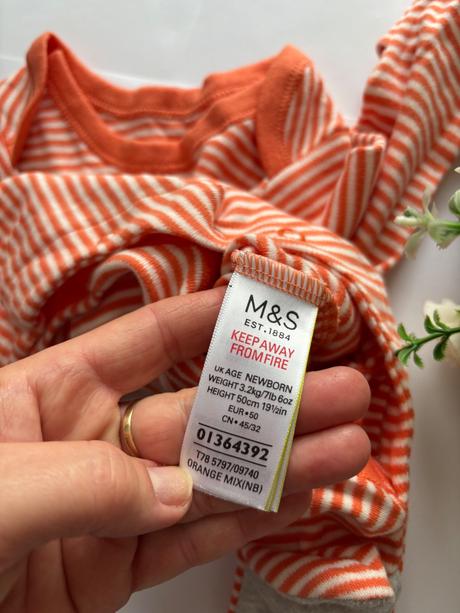 M&S
EST. 1884
KEEP AWAY
FROM FIRE
UK AGE NEWBORN
WEIGHT 3.2kg/7lb 6oz
HEIGHT 50cm 19½in
EUR•50
CN•45/32
01364392
T78 5797/09740
ORANGE MIX(NB)